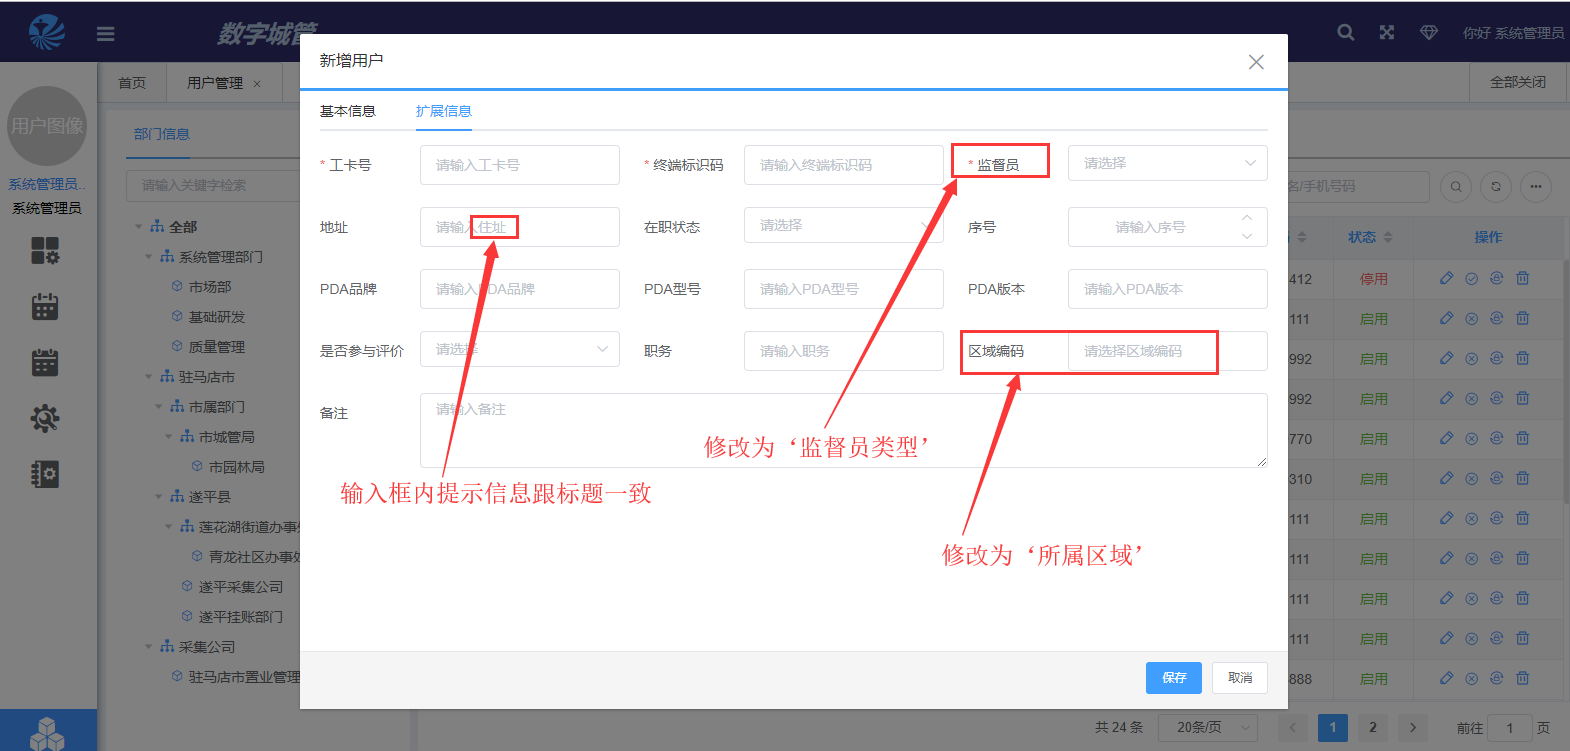 数字城管
你好 系统管理员
首页
用户管理 ×
全部关闭
用户图像
系统管理员..
系统管理员
部门信息
请输入关键字检索
全部
系统管理部门
市场部
基础研发
质量管理
驻马店市
市属部门
市城管局
市园林局
遂平县
莲花湖街道办事处
青龙社区办事处
遂平采集公司
遂平挂账部门
采集公司
驻马店市置业管理
新增用户
基本信息
扩展信息
* 工卡号
请输入工卡号
* 终端标识码
请输入终端标识码
* 监督员
请选择
地址
请输入住址
在职状态
请选择
序号
请输入序号
PDA品牌
请输入PDA品牌
PDA型号
请输入PDA型号
PDA版本
请输入PDA版本
是否参与评价
请选择
职务
请输入职务
区域编码
请选择区域编码
备注
请输入备注
修改为‘监督员类型’
输入框内提示信息跟标题一致
修改为‘所属区域’
保存
取消
名/手机号码
状态
操作
412
停用
111
启用
992
启用
992
启用
770
启用
310
启用
111
启用
111
启用
111
启用
111
启用
888
启用
共 24 条
20条/页
1
2
前往
1
页